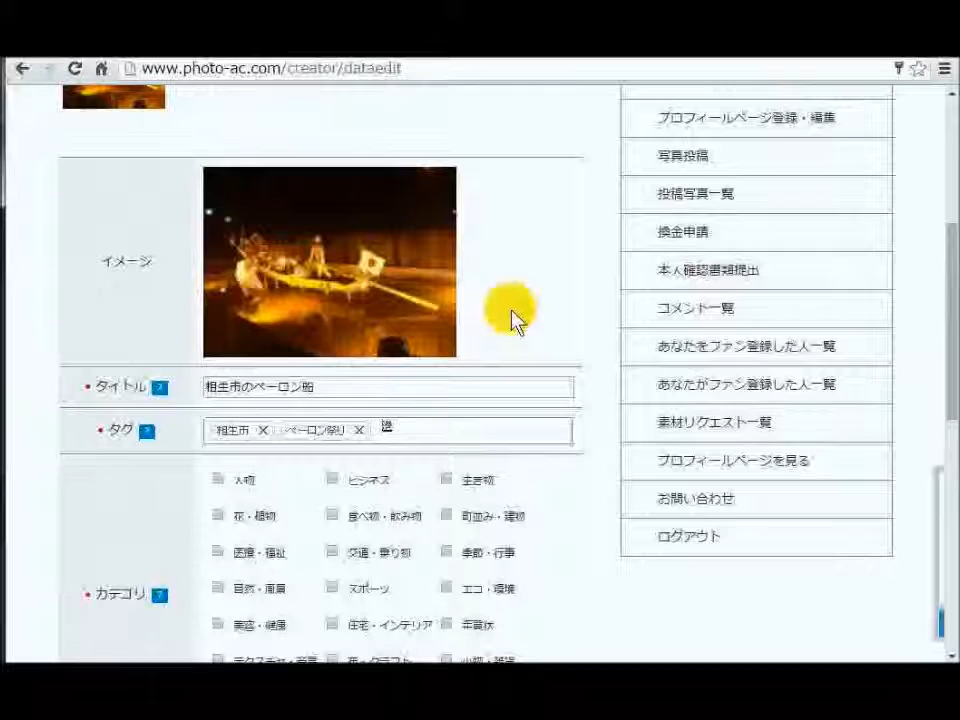 www.photo-ac.com/creator/dataedit
イメージ
• タイトル ?
相生市のペーロン船
• タグ ?
相生市 X ペーロン祭り X
• カテゴリ ?
人物 ビジネス 生き物
花・植物 食べ物・飲み物 町並み・建物
医療・福祉 交通・乗り物 季節・行事
自然・風景 スポーツ エコ・環境
美容・健康 住宅・インテリア 年賀状
プロフィールページ登録・編集
写真投稿
投稿写真一覧
換金申請
本人確認書類提出
コメント一覧
あなたをファン登録した人一覧
あなたがファン登録した人一覧
素材リクエスト一覧
プロフィールページを見る
お問い合わせ
ログアウト